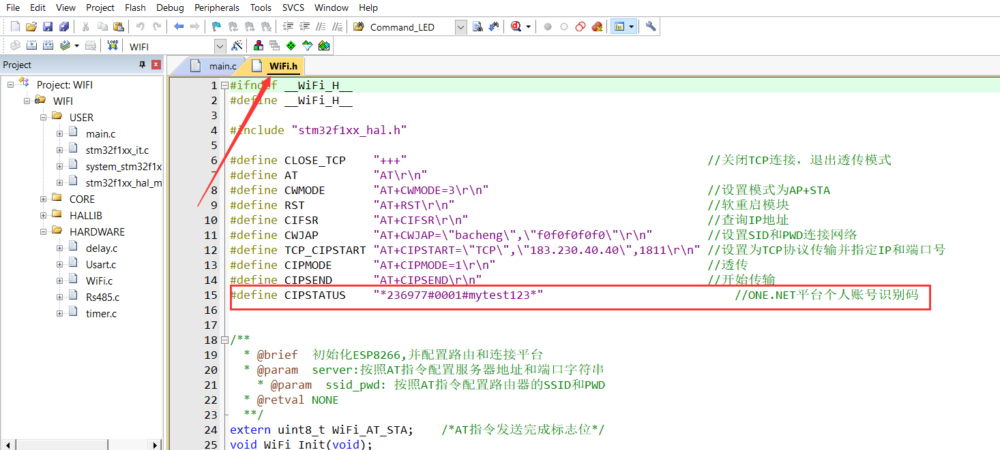 File Edit View Project Flash Debug Peripherals Tools SVCS Window Help
Command_LED
LOAD WIFI
Project
main.c WiFi.h
Project: WIFI
WIFI
USER
main.c
stm32f1xx_it.c
system_stm32f1x
stm32f1xx_hal_m
CORE
HALLIB
HARDWARE
delay.c
Usart.c
WiFi.c
Rs485.c
timer.c
1 #ifndef __WiFi_H__
2 #define __WiFi_H__
3
4 #include "stm32f1xx_hal.h"
5
6 #define CLOSE_TCP "+++" //关闭TCP连接，退出透传模式
7 #define AT "AT\r\n"
8 #define CWMODE "AT+CWMODE=3\r\n" //设置模式为AP+STA
9 #define RST "AT+RST\r\n" //软重启模块
10 #define CIFSR "AT+CIFSR\r\n" //查询IP地址
11 #define CWJAP "AT+CWJAP=\"bacheng\",\"f0f0f0f0f0\"\r\n" //设置SID和PWD连接网络
12 #define TCP_CIPSTART "AT+CIPSTART=\"TCP\",\"183.230.40.40\",1811\r\n" //设置为TCP协议传输并指定IP和端口号
13 #define CIPMODE "AT+CIPMODE=1\r\n" //透传
14 #define CIPSEND "AT+CIPSEND\r\n" //开始传输
15 #define CIPSTATUS "*236977#0001#mytest123*" //ONE.NET平台个人账号识别码
16
17
18 /**
19 * @brief 初始化ESP8266,并配置路由和连接平台
20 * @param server:按照AT指令配置服务器地址和端口字符串
21 * @param ssid_pwd: 按照AT指令配置路由器的SSID和PWD
22 * @retval NONE
23 **/
24 extern uint8_t WiFi_AT_STA; /*AT指令发送完成标志位*/
25 void WiFi_Init(void);